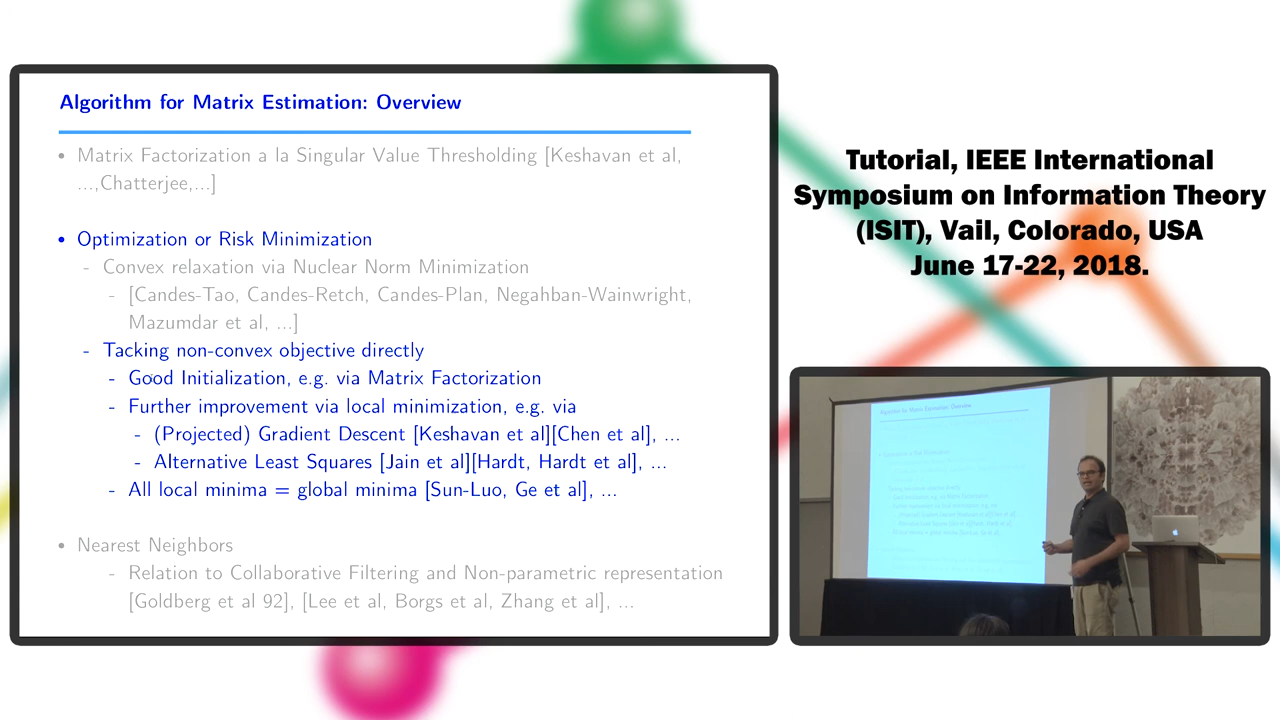 Algorithm for Matrix Estimation: Overview
• Matrix Factorization a la Singular Value Thresholding [Keshavan et al,
...,Chatterjee,...]
• Optimization or Risk Minimization
- Convex relaxation via Nuclear Norm Minimization
- [Candes-Tao, Candes-Retch, Candes-Plan, Negahban-Wainwright,
Mazumdar et al, ...]
- Tacking non-convex objective directly
- Good Initialization, e.g. via Matrix Factorization
- Further improvement via local minimization, e.g. via
- (Projected) Gradient Descent [Keshavan et al][Chen et al], ...
- Alternative Least Squares [Jain et al][Hardt, Hardt et al], ...
- All local minima = global minima [Sun-Luo, Ge et al], ...
• Nearest Neighbors
- Relation to Collaborative Filtering and Non-parametric representation
[Goldberg et al 92], [Lee et al, Borgs et al, Zhang et al], ...
Tutorial, IEEE International
Symposium on Information Theory
(ISIT), Vail, Colorado, USA
June 17-22, 2018.
Algorithm for Matrix Estimation: Overview